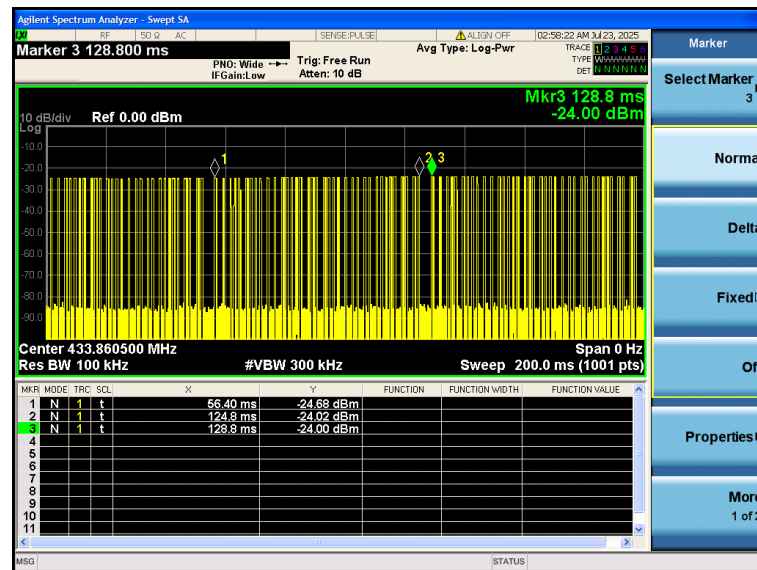 Agilent Spectrum Analyzer - Swept SA
LXI RF 50 Ω AC SENSE:PULSE ALIGN OFF 02:58:22 AM Jul 23, 2025
Marker 3 128.800 ms
PNO: Wide
IFGain:Low
Trig: Free Run
Atten: 10 dB
Avg Type: Log-Pwr
TRACE 1 2 3 4 5 6
TYPE WWWWWW
DET N N N N N N
Mkr3 128.8 ms
-24.00 dBm
10 dB/div Ref 0.00 dBm
Log
-10.0
-20.0
-30.0
-40.0
-50.0
-60.0
-70.0
-80.0
-90.0
1
2 3
Center 433.860500 MHz Span 0 Hz
Res BW 100 kHz #VBW 300 kHz Sweep 200.0 ms (1001 pts)
MKR MODE TRC SCL X Y FUNCTION FUNCTION WIDTH FUNCTION VALUE
1 N 1 t 56.40 ms -24.68 dBm
2 N 1 t 124.8 ms -24.02 dBm
3 N 1 t 128.8 ms -24.00 dBm
4
5
6
7
8
9
10
11
MSG STATUS
Marker
Select Marker
3
Norma
Delta
Fixed
Of
Properties
More
1 of 2